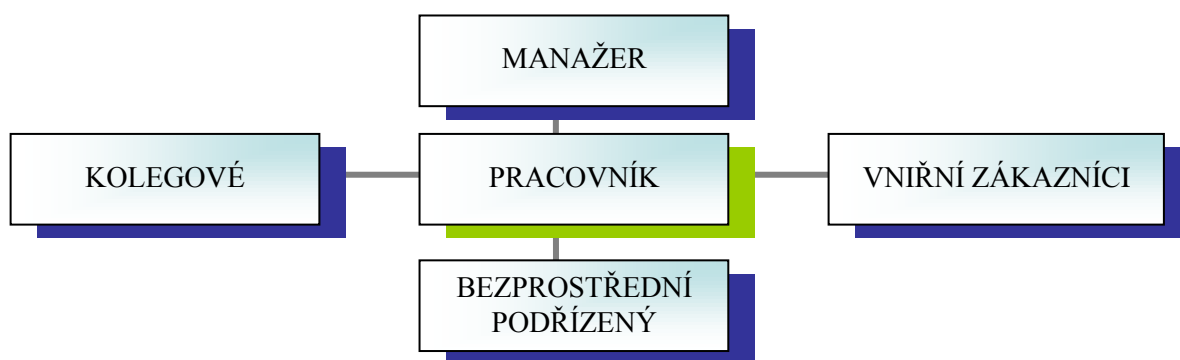 MANAŽER
KOLEGOVÉ
PRACOVNÍK
VNIŘNÍ ZÁKAZNÍCI
BEZPROSTŘEDNÍ
PODŘÍZENÝ